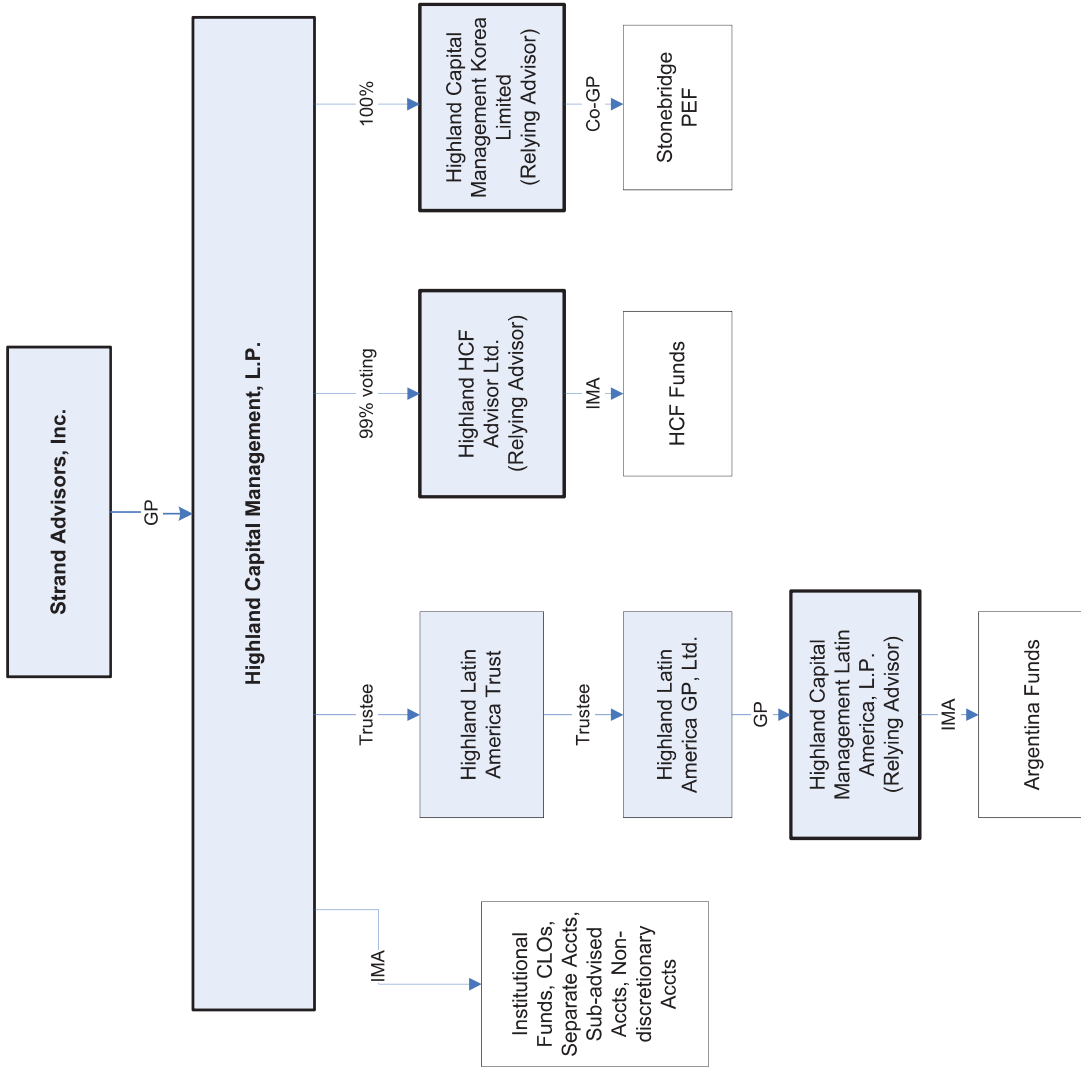 Strand Advisors, Inc.
GP
Highland Capital Management, L.P.
IMA
Institutional
Funds, CLOs,
Separate Accts,
Sub-advised
Accts, Non-
discretionary
Accts
Trustee
Highland Latin
America Trust
Trustee
Highland Latin
America GP, Ltd.
GP
Highland Capital
Management Latin
America, L.P.
(Relying Advisor)
IMA
Argentina Funds
99% voting
Highland HCF
Advisor Ltd.
(Relying Advisor)
IMA
HCF Funds
100%
Highland Capital
Management Korea
Limited
(Relying Advisor)
Co-GP
Stonebridge
PEF